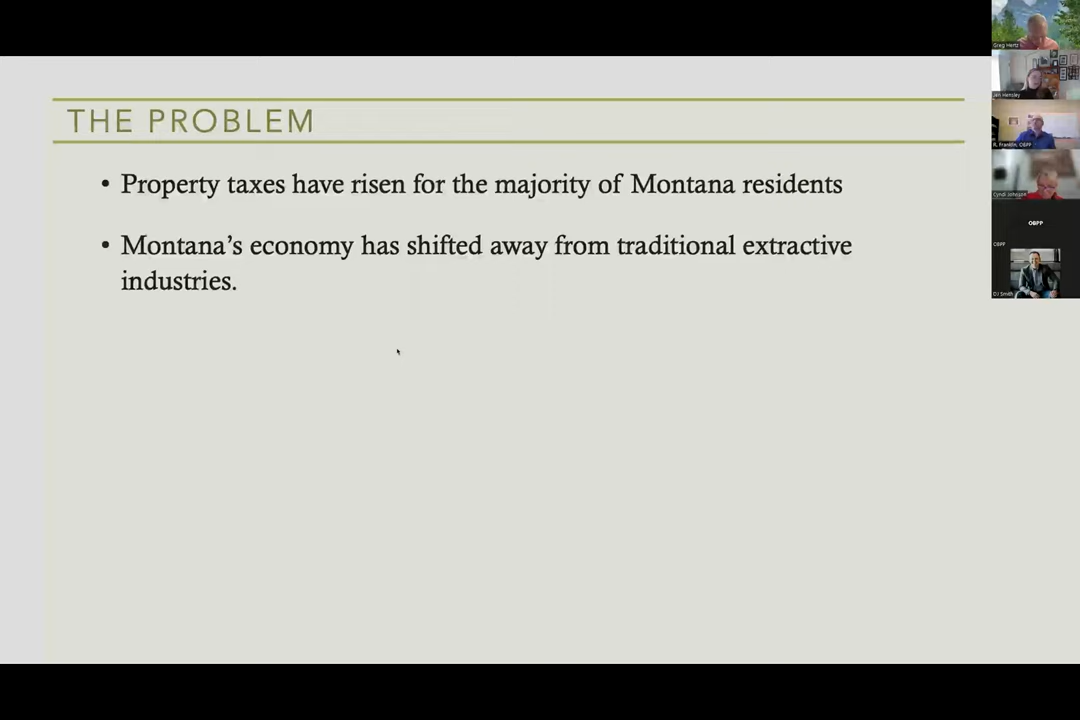 THE PROBLEM
• Property taxes have risen for the majority of Montana residents
• Montana’s economy has shifted away from traditional extractive
industries.
Greg Hertz
Jen Hensley
R. Franklin, OBPP
Cyndi Johnson
OBPP
OBPP
DJ Smith